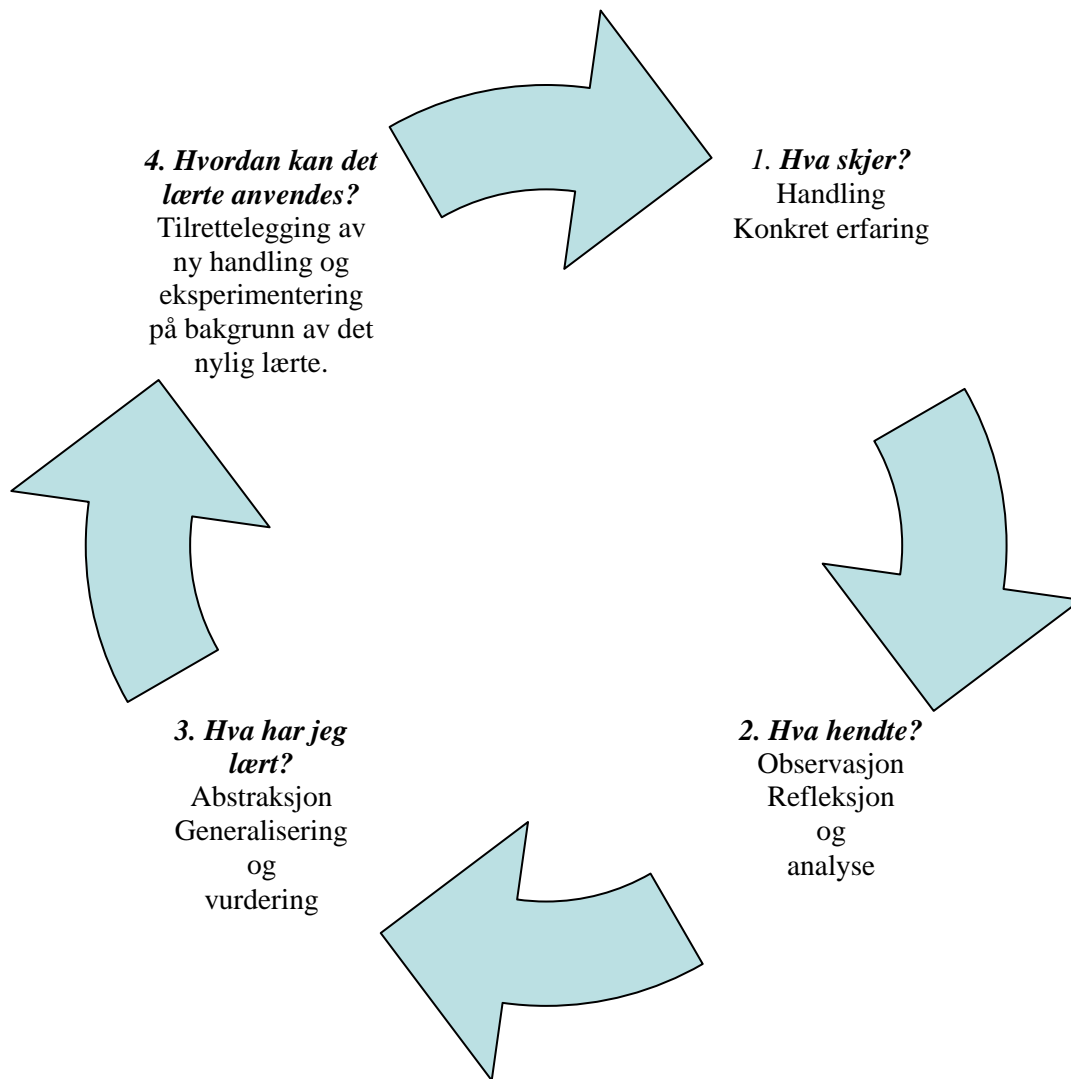 1. Hva skjer?
Handling
Konkret erfaring
2. Hva hendte?
Observasjon
Refleksjon
og
analyse
3. Hva har jeg
lært?
Abstraksjon
Generalisering
og
vurdering
4. Hvordan kan det
lærte anvendes?
Tilrettelegging av
ny handling og
eksperimentering
på bakgrunn av det
nylig lærte.